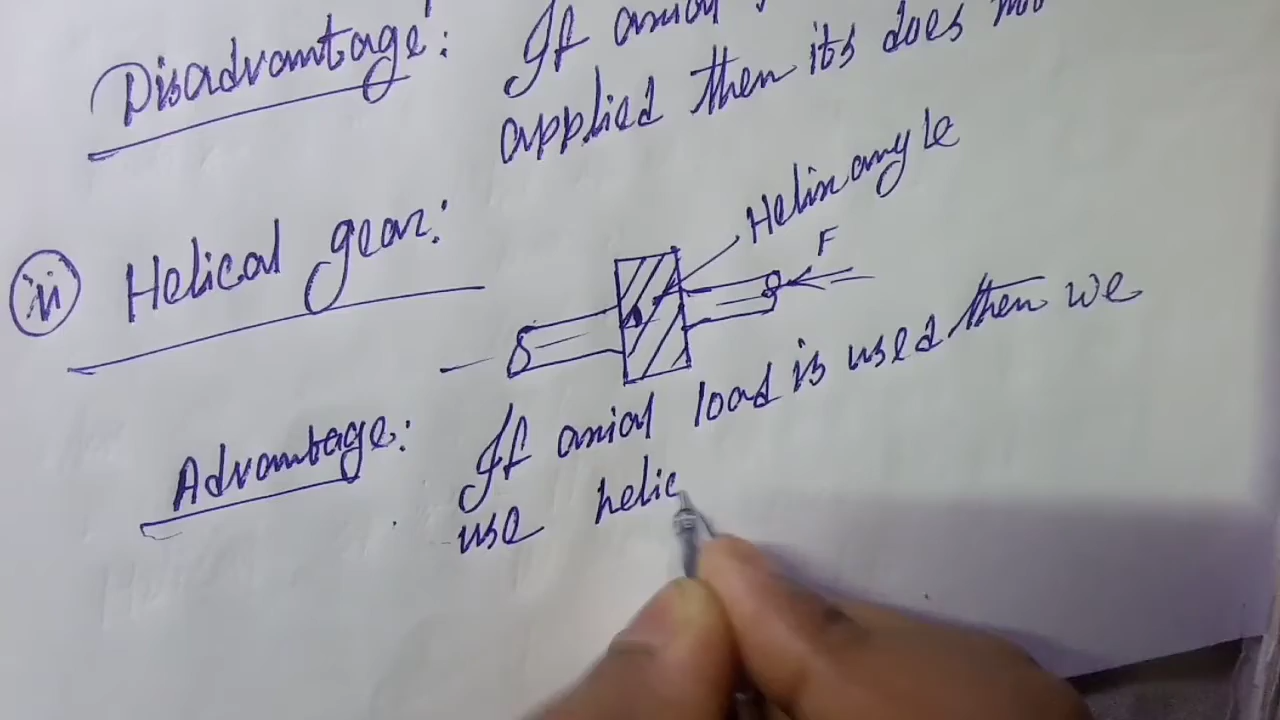 Disadvantage: If axial
applied then its does not
ii Helical gear:
Helix angle
F
Advantage: If axial load is used then we
use helic